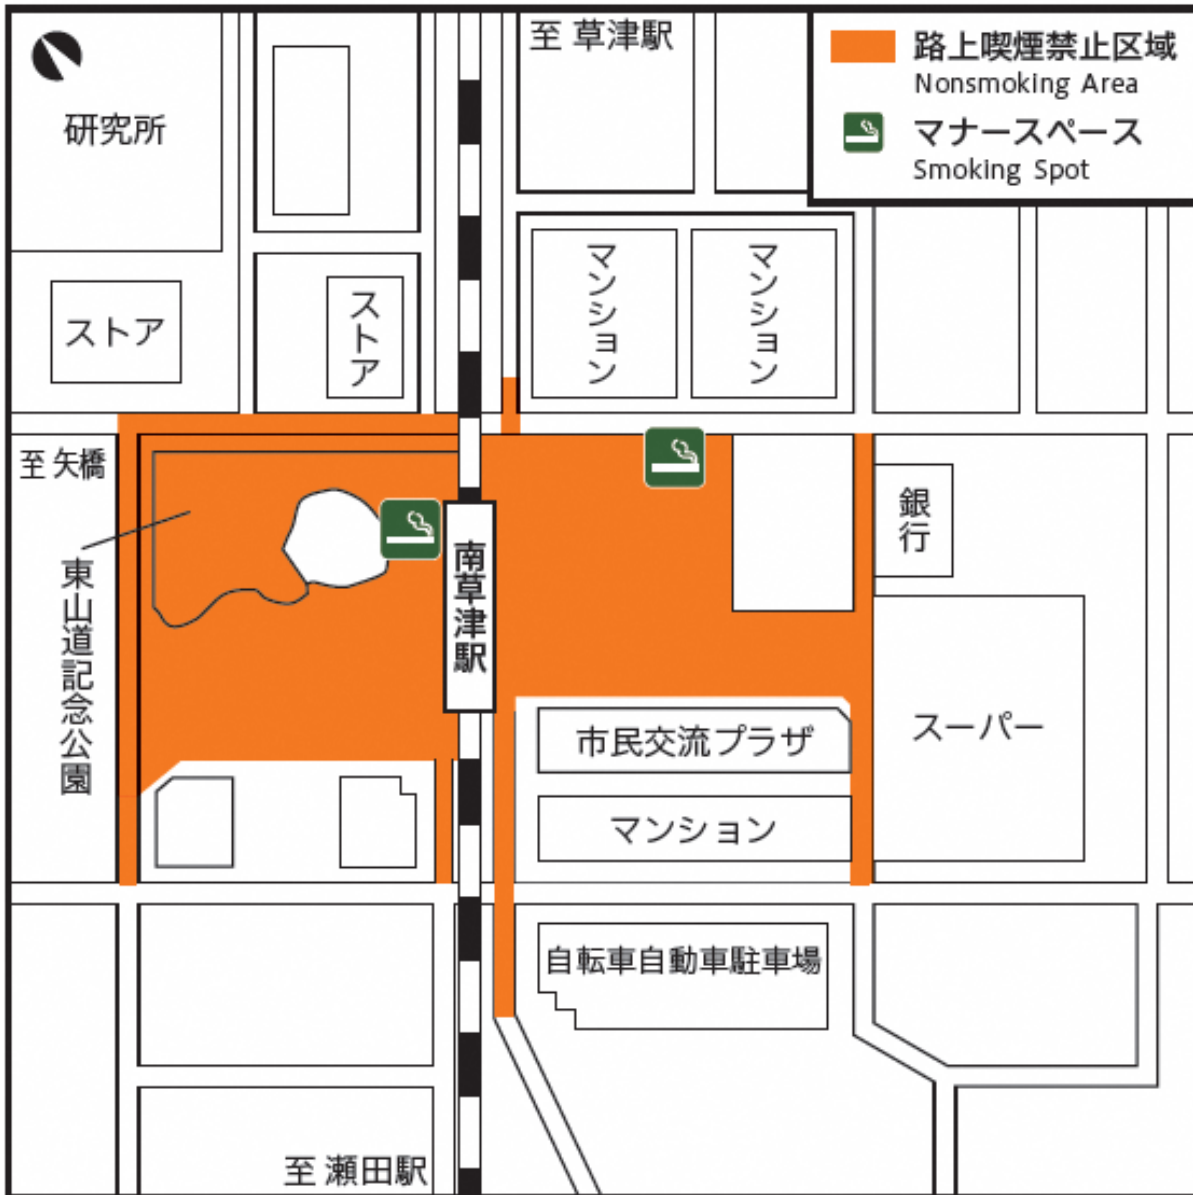 至 草津駅
路上喫煙禁止区域
Nonsmoking Area
マナースペース
Smoking Spot
研究所
ストア
ストア
マンション
マンション
至 矢橋
東山道記念公園
南草津駅
銀行
スーパー
市民交流プラザ
マンション
自転車自動車駐車場
至 瀬田駅